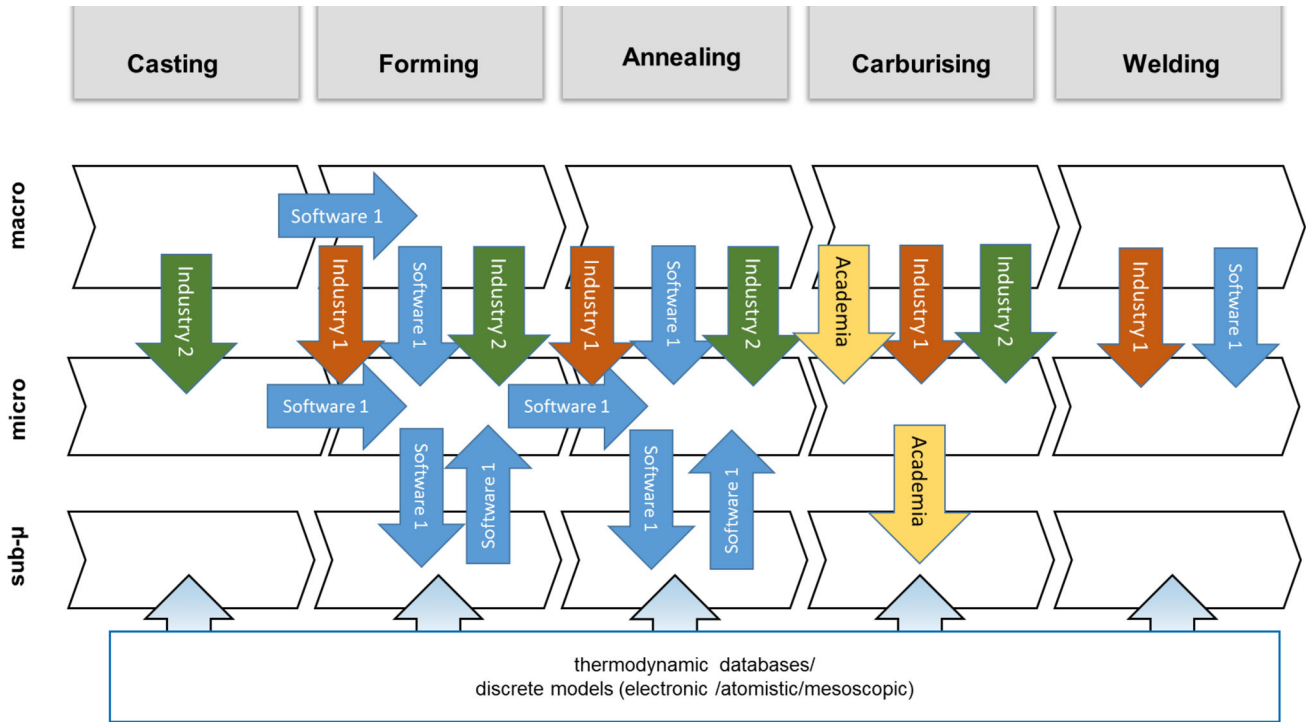 Casting
Forming
Annealing
Carburising
Welding
macro
Software 1
Industry 2
Industry 1
Software 1
Industry 2
Industry 1
Software 1
Industry 2
Academia
Industry 1
Industry 2
Industry 1
Software 1
micro
Software 1
Software 1
Software 1
Software 1
Software 1
Software 1
Academia
sub-µ
thermodynamic databases/
discrete models (electronic /atomistic/mesoscopic)